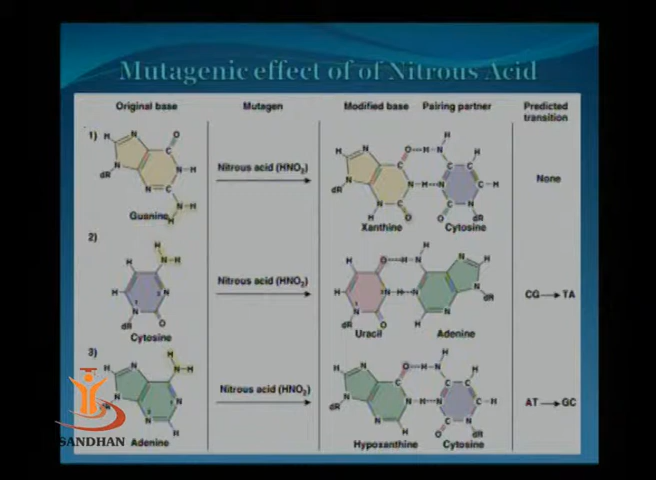 Mutagenic effect of of Nitrous Acid
Original base Mutagen Modified base Pairing partner Predicted transition
1)
Nitrous acid (HNO2)
None
Guanine
Xanthine Cytosine
2)
Nitrous acid (HNO2)
CG → TA
Cytosine
Uracil Adenine
3)
Nitrous acid (HNO2)
AT → GC
Adenine
Hypoxanthine Cytosine
SANDHAN